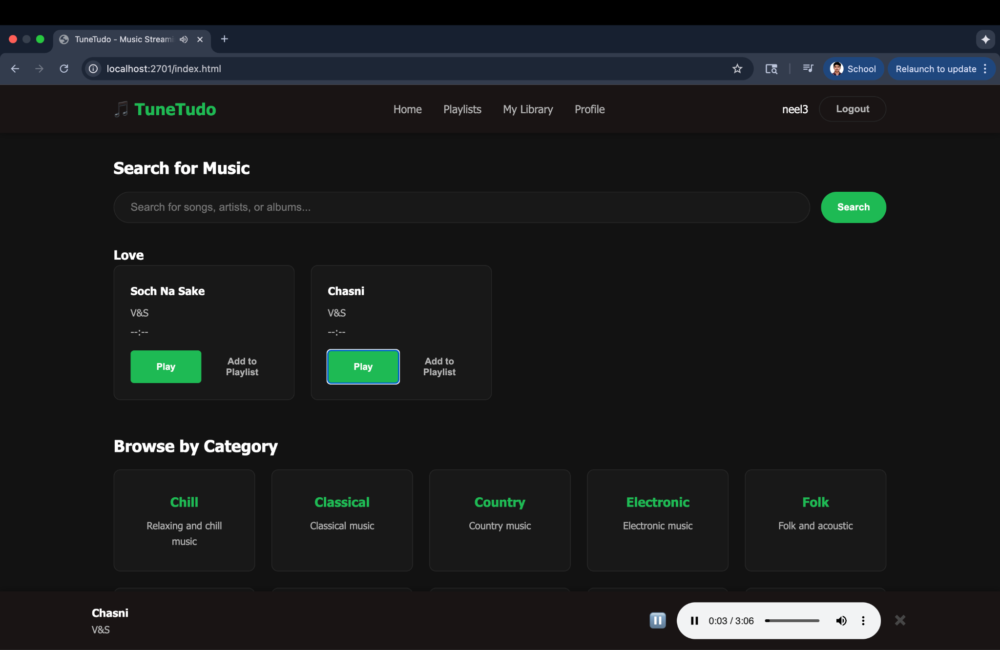 TuneTudo - Music Streami
localhost:2701/index.html
School
Relaunch to update
TuneTudo
Home
Playlists
My Library
Profile
neel3
Logout
Search for Music
Search for songs, artists, or albums...
Search
Love
Soch Na Sake
V&S
--:--
Play
Add to
Playlist
Chasni
V&S
--:--
Play
Add to
Playlist
Browse by Category
Chill
Relaxing and chill
music
Classical
Classical music
Country
Country music
Electronic
Electronic music
Folk
Folk and acoustic
Chasni
V&S
0:03 / 3:06